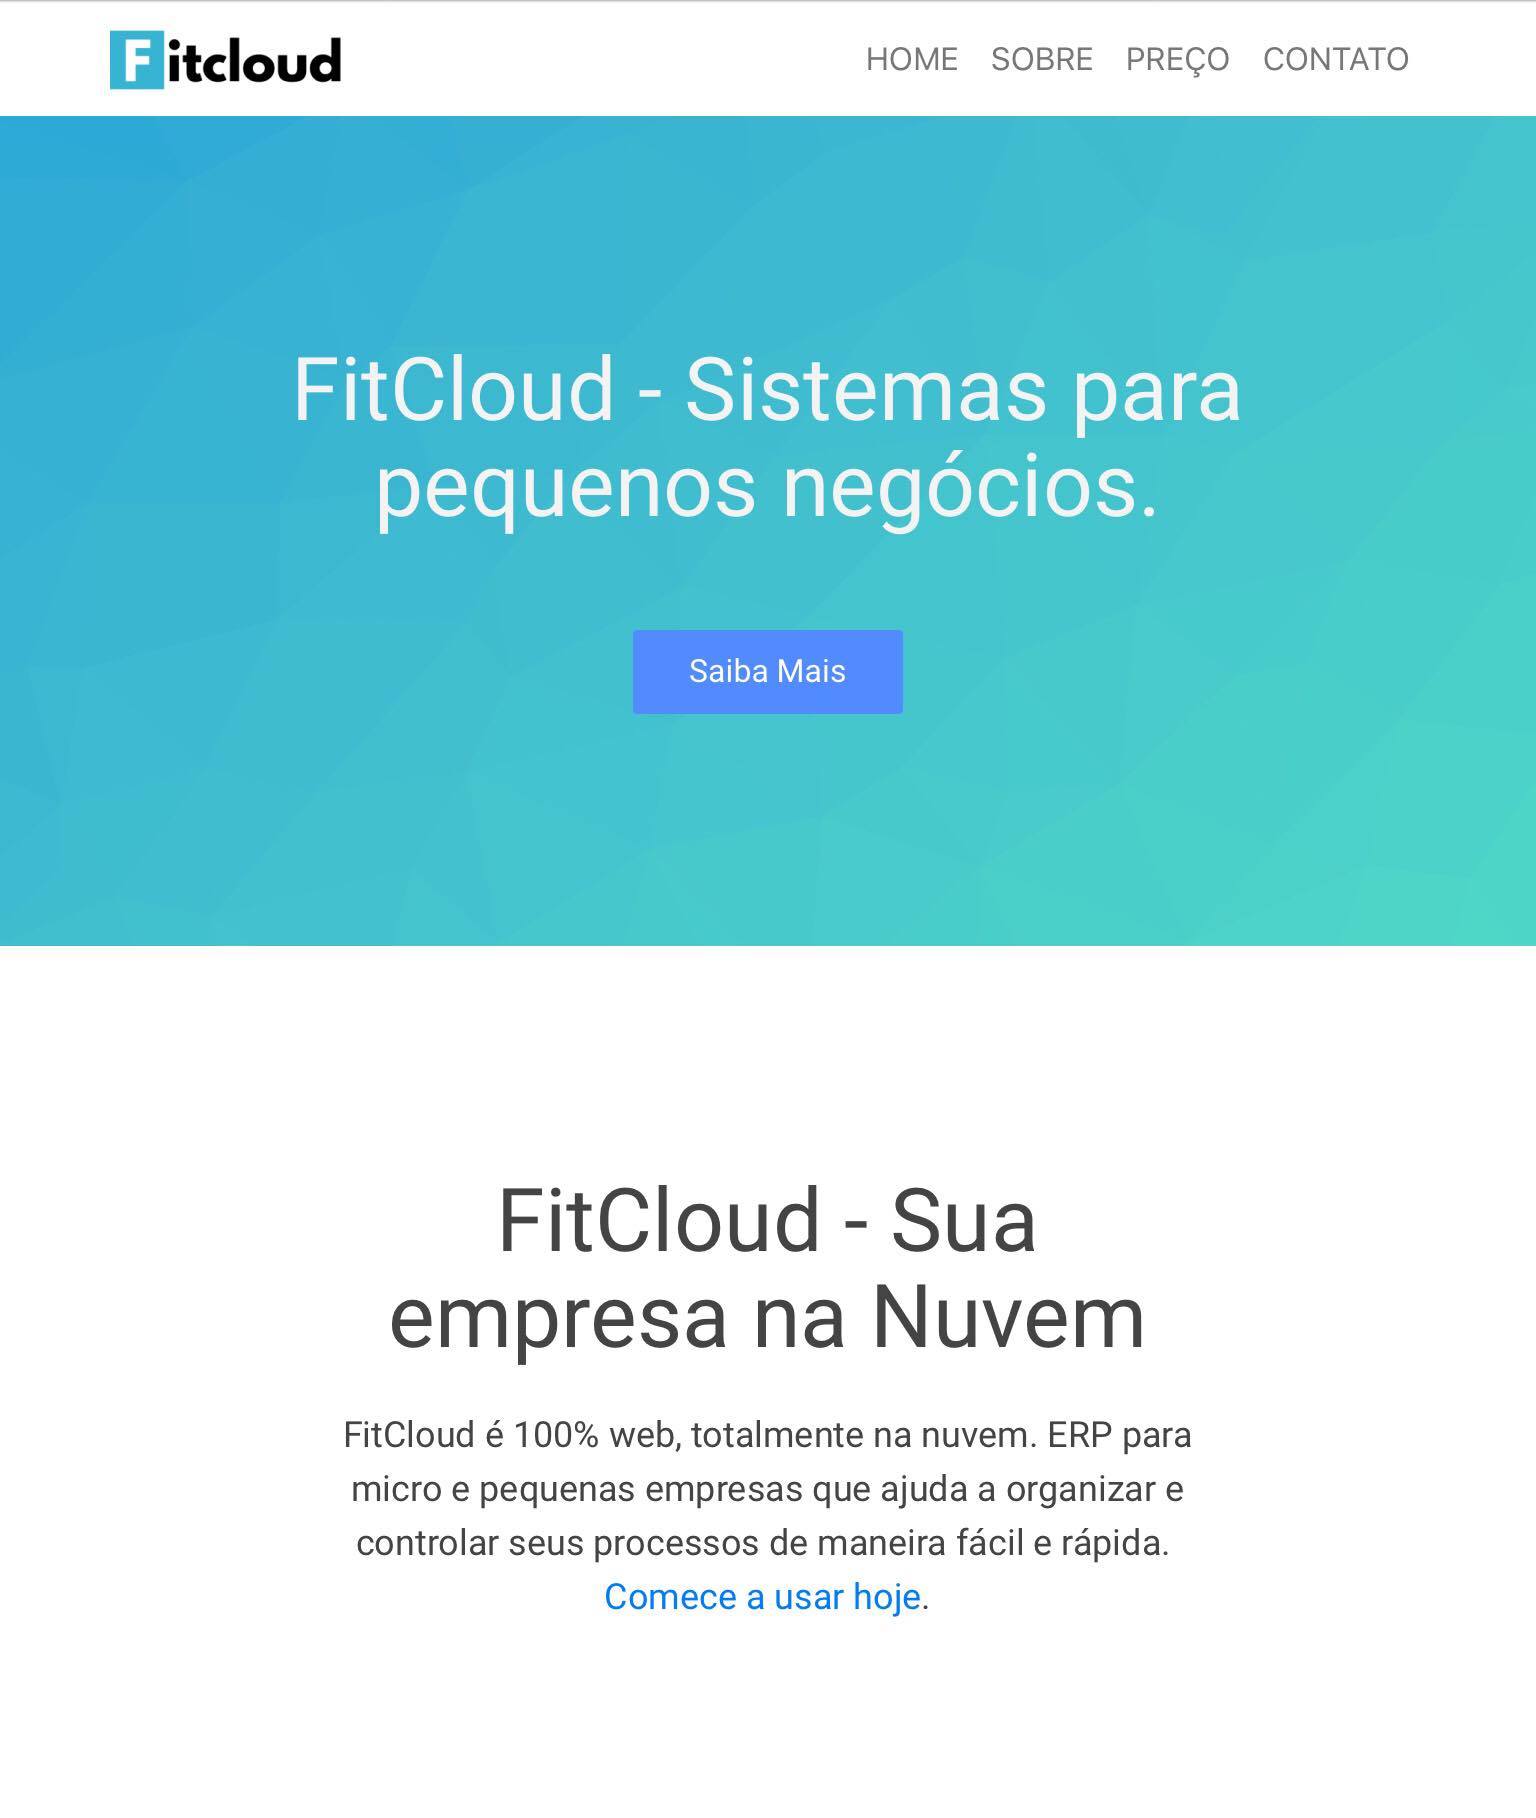 Fitcloud
HOME SOBRE PREÇO CONTATO
FitCloud - Sistemas para
pequenos negócios.
Saiba Mais
FitCloud - Sua
empresa na Nuvem
FitCloud é 100% web, totalmente na nuvem. ERP para
micro e pequenas empresas que ajuda a organizar e
controlar seus processos de maneira fácil e rápida.
Comece a usar hoje.